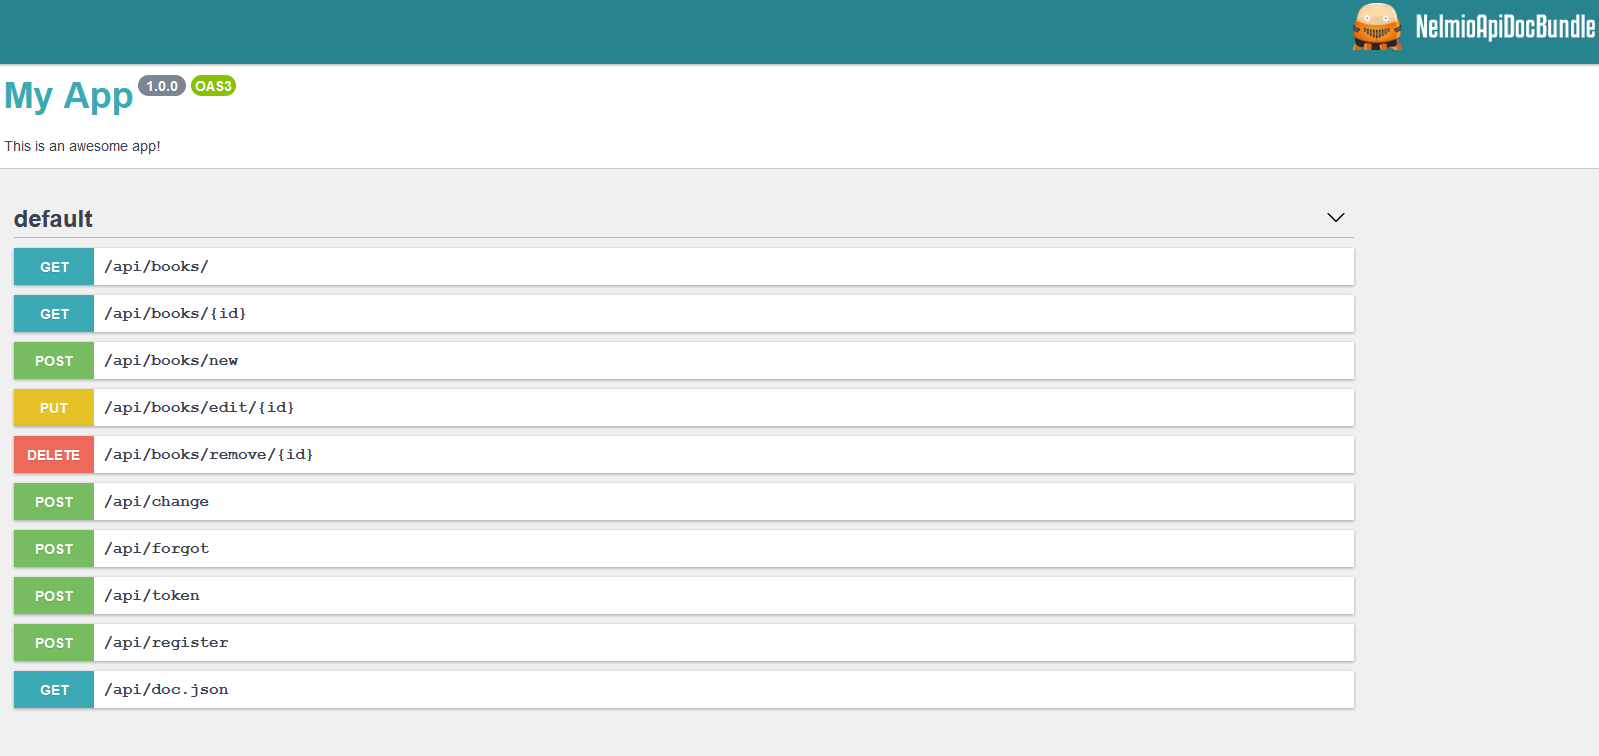 NelmioApiDocBundle
My App 1.0.0 OAS3
This is an awesome app!
default
GET /api/books/
GET /api/books/{id}
POST /api/books/new
PUT /api/books/edit/{id}
DELETE /api/books/remove/{id}
POST /api/change
POST /api/forgot
POST /api/token
POST /api/register
GET /api/doc.json